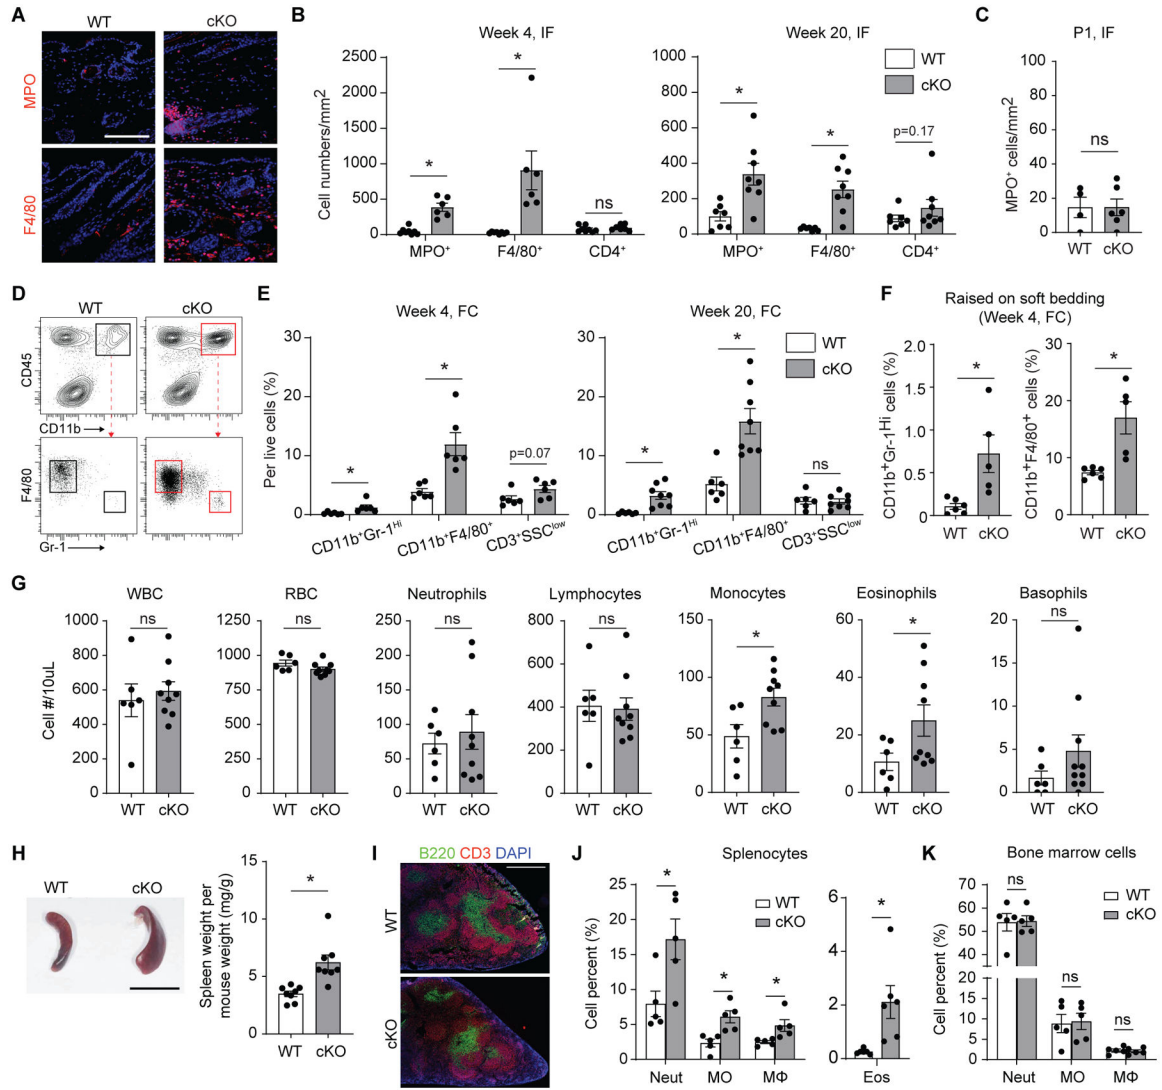 A
WT
cKO
MPO
F4/80
B
Week 4, IF
Cell numbers/mm²
2500
2000
1500
1000
500
0
*
*
ns
MPO⁺
F4/80⁺
CD4⁺
Week 20, IF
WT
cKO
1000
800
600
400
200
0
*
*
p=0.17
MPO⁺
F4/80⁺
CD4⁺
C
P1, IF
MPO⁺ cells/mm2
100
80
60
40
20
0
ns
WT
cKO
D
WT
cKO
CD45
CD11b
F4/80
Gr-1
E
Week 4, FC
Per live cells (%)
30
20
10
0
*
*
p=0.07
CD11b⁺Gr-1ᴴⁱ
CD11b⁺F4/80⁺
CD3⁺SSCˡᵒʷ
Week 20, FC
WT
cKO
30
20
10
0
*
*
ns
CD11b⁺Gr-1ᴴⁱ
CD11b⁺F4/80⁺
CD3⁺SSCˡᵒʷ
F
Raised on soft bedding
(Week 4, FC)
CD11b⁺Gr-1ᴴⁱ cells (%)
2.0
1.5
1.0
0.5
0.0
*
WT
cKO
CD11b⁺F4/80⁺ cells (%)
30
20
10
0
*
WT
cKO
G
WBC
Cell #/10uL
1000
800
600
400
200
0
ns
WT
cKO
RBC
1250
1000
750
500
250
0
ns
WT
cKO
Neutrophils
250
200
150
100
50
0
ns
WT
cKO
Lymphocytes
800
600
400
200
0
ns
WT
cKO
Monocytes
150
100
50
0
*
WT
cKO
Eosinophils
60
40
20
0
*
WT
cKO
Basophils
20
15
10
5
0
ns
WT
cKO
H
WT
cKO
Spleen weight per
mouse weight (mg/g)
15
10
5
0
*
WT
cKO
I
B220 CD3 DAPI
WT
cKO
J
Splenocytes
Cell percent (%)
25
20
15
10
5
0
*
*
*
Neut
MO
MΦ
WT
cKO
6
4
2
0
*
Eos
K
Bone marrow cells
Cell percent (%)
70
60
50
40
30
20
10
5
0
ns
ns
ns
WT
cKO
Neut
MO
MΦ